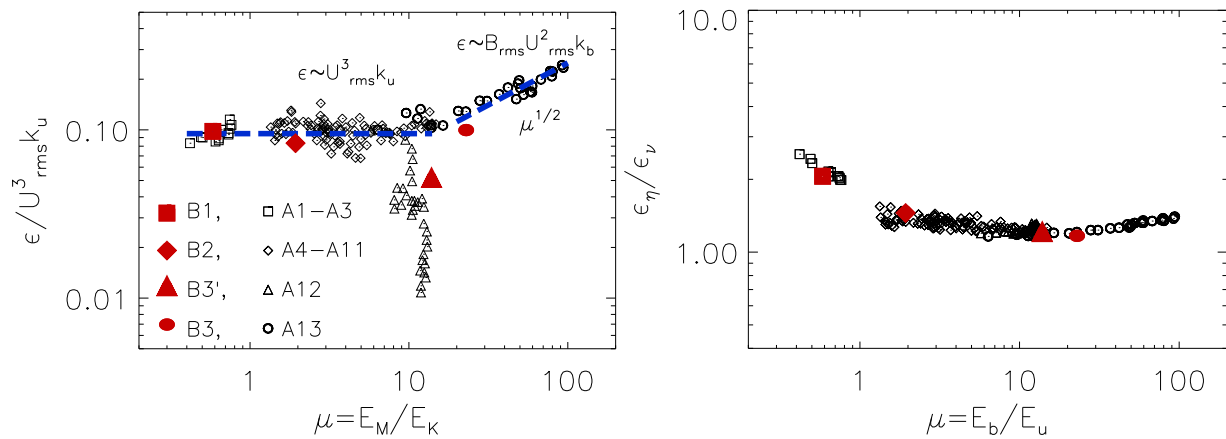 ϵ∼B_rms U²_rms k_b
ϵ∼U³_rms k_u
μ^1/2
ϵ/U³_rms k_u
0.10
0.01
B1, A1−A3
B2, A4−A11
B3', A12
B3, A13
1 10 100
μ=E_M/E_K
10.0
ϵ_η/ϵ_ν
1.00
1 10 100
μ=E_b/E_u